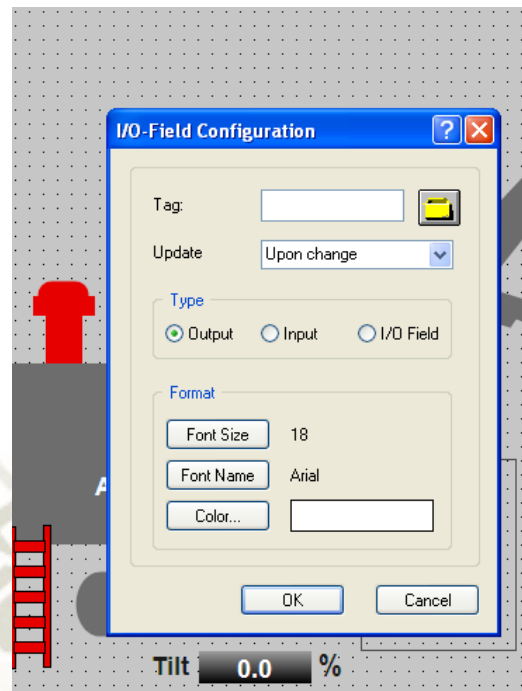 I/O-Field Configuration
Tag:
Update Upon change
Type
Output Input I/O Field
Format
Font Size 18
Font Name Arial
A
Color...
OK Cancel
Tilt 0.0 %